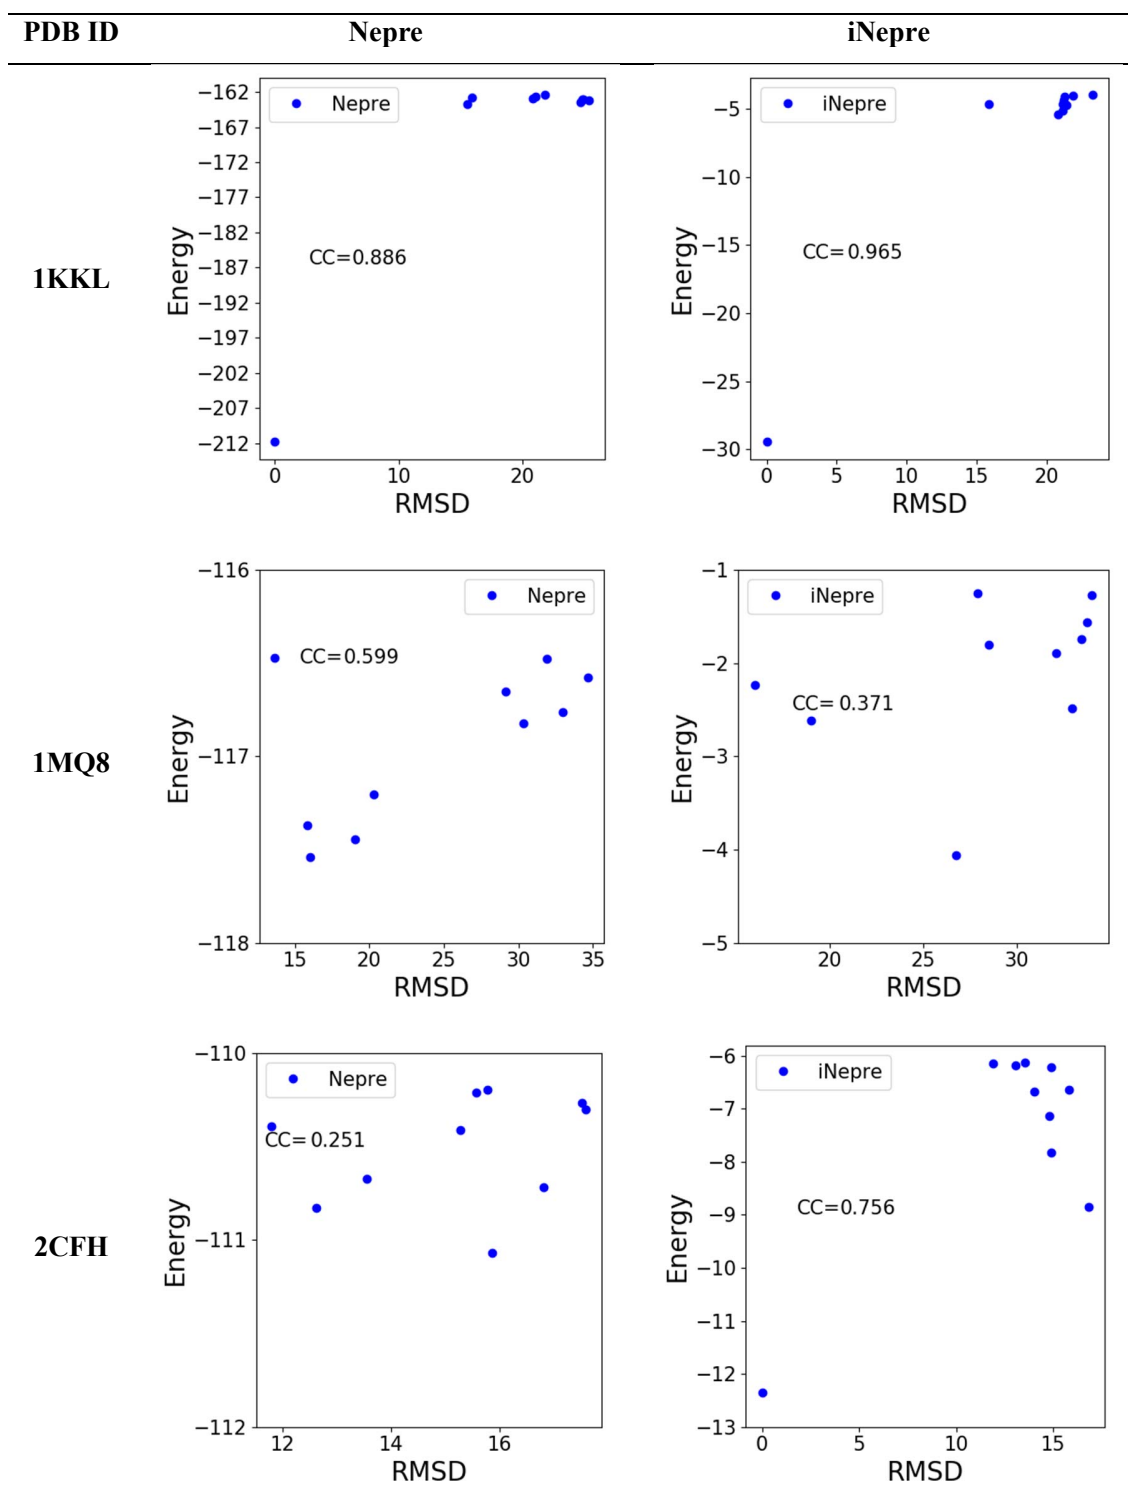 PDB ID Nepre iNepre
1KKL
Nepre
−162
−167
−172
−177
−182
−187
−192
−197
−202
−207
−212
Energy
CC=0.886
0 10 20
RMSD
iNepre
−5
−10
−15
−20
−25
−30
Energy
CC=0.965
0 5 10 15 20
RMSD
1MQ8
Nepre
−116
−117
−118
Energy
CC=0.599
15 20 25 30 35
RMSD
iNepre
−1
−2
−3
−4
−5
Energy
CC= 0.371
20 25 30
RMSD
2CFH
Nepre
−110
−111
−112
Energy
CC= 0.251
12 14 16
RMSD
iNepre
−6
−7
−8
−9
−10
−11
−12
−13
Energy
CC=0.756
0 5 10 15
RMSD